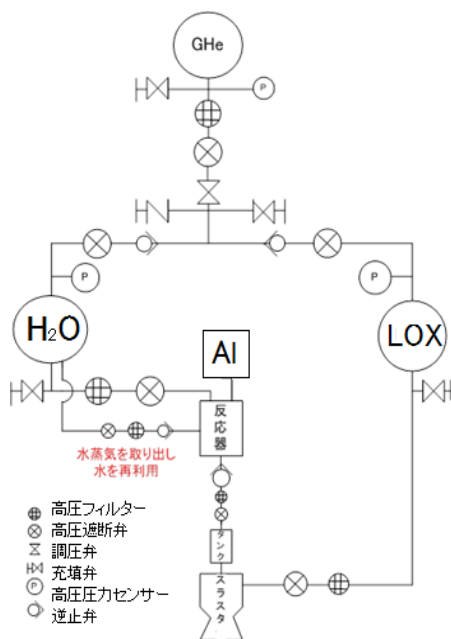 GHe
P
P
P
H₂O
Al
LOX
反応器
水蒸気を取り出し
水を再利用
タンク
スラスタ
高圧フィルター
高圧遮断弁
調圧弁
充填弁
P
高圧圧力センサー
逆止弁